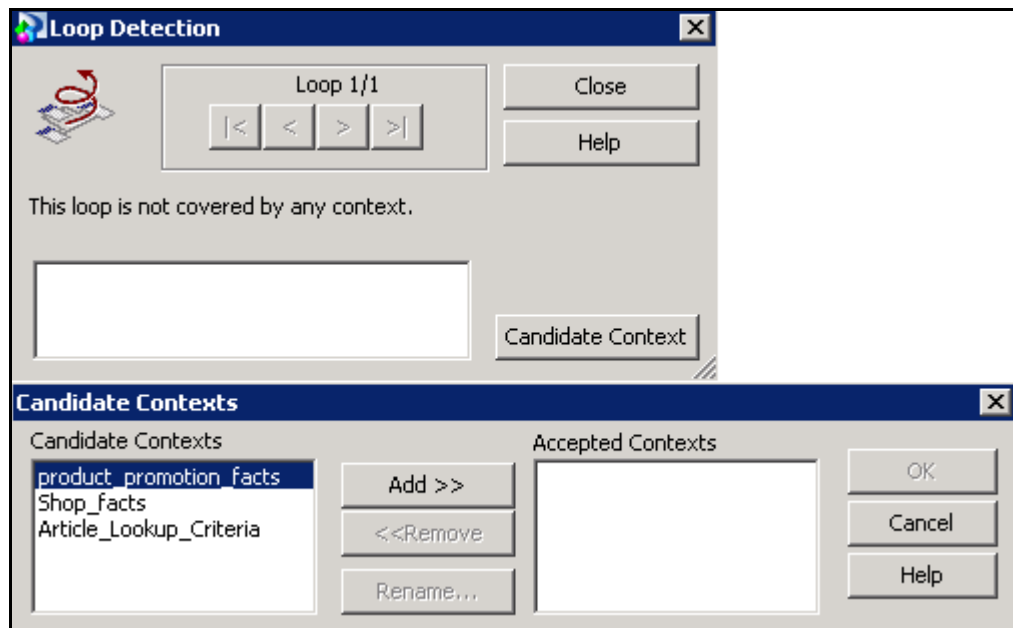 Loop Detection
Loop 1/1
|< < > >|
Close
Help
This loop is not covered by any context.
Candidate Context
Candidate Contexts
Candidate Contexts
product_promotion_facts
Shop_facts
Article_Lookup_Criteria
Add >>
<<Remove
Rename...
Accepted Contexts
OK
Cancel
Help